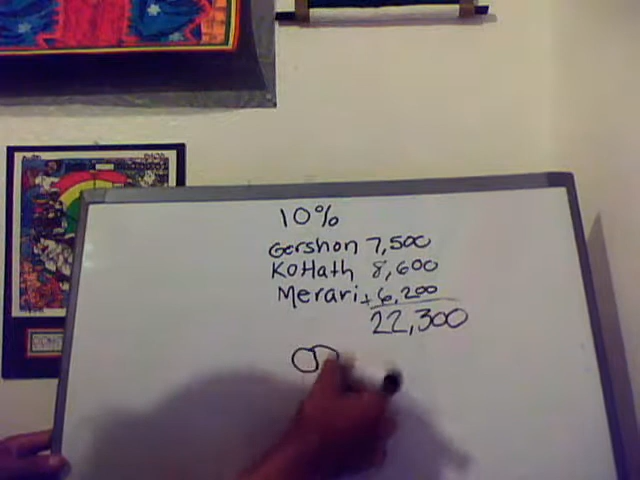 10%
Gershon 7,500
KoHath 8,600
Merari + 6,200
22,300